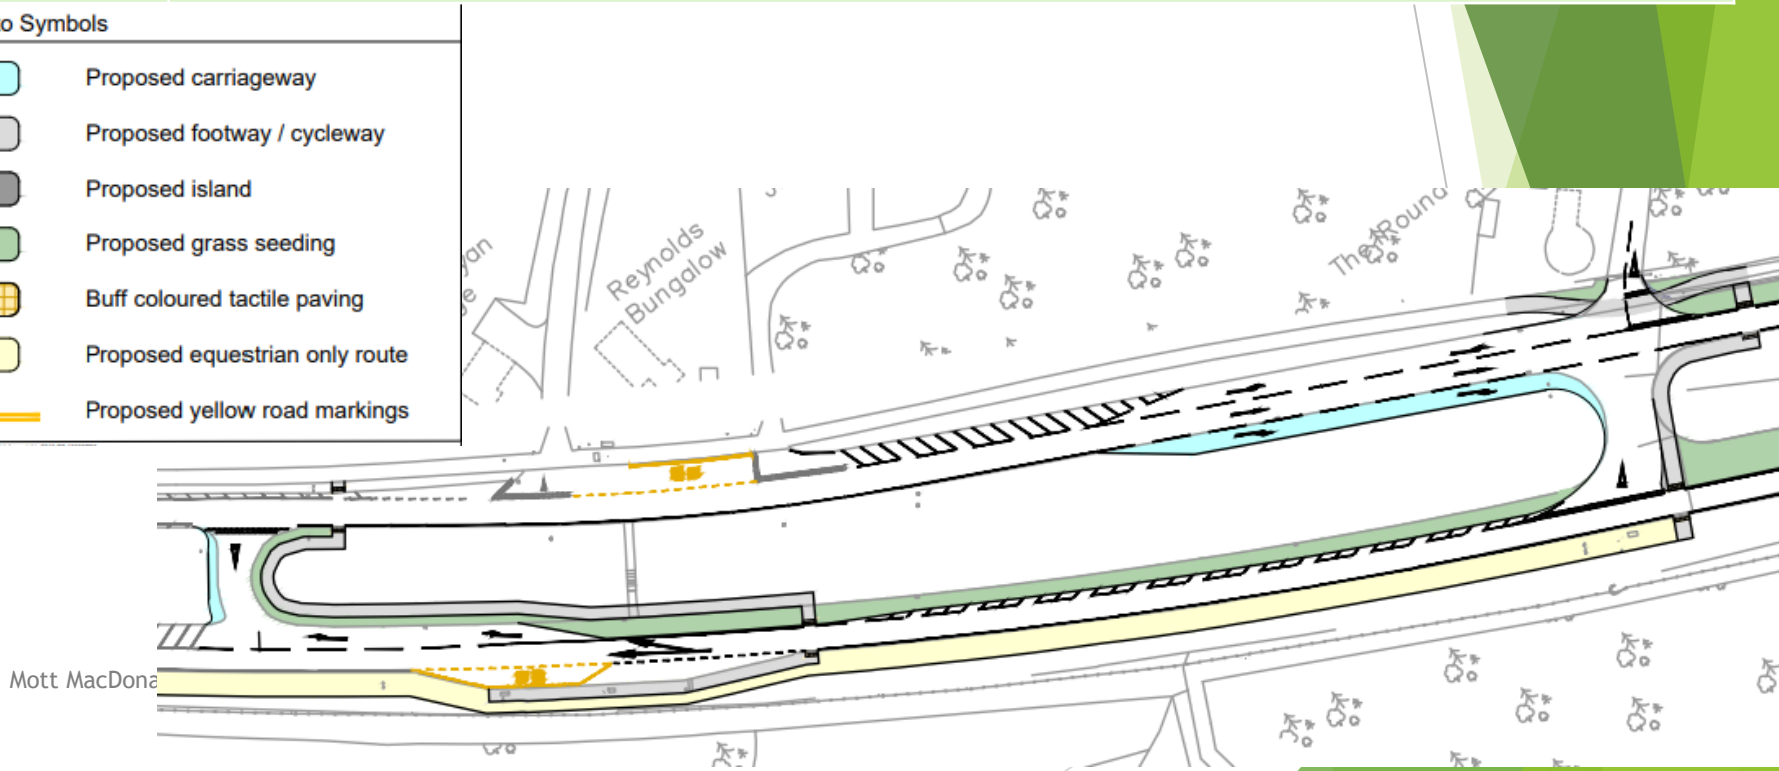 to Symbols
Proposed carriageway
Proposed footway / cycleway
Proposed island
Proposed grass seeding
Buff coloured tactile paving
Proposed equestrian only route
Proposed yellow road markings
Reynolds
Bungalow
The Round
Mott MacDona